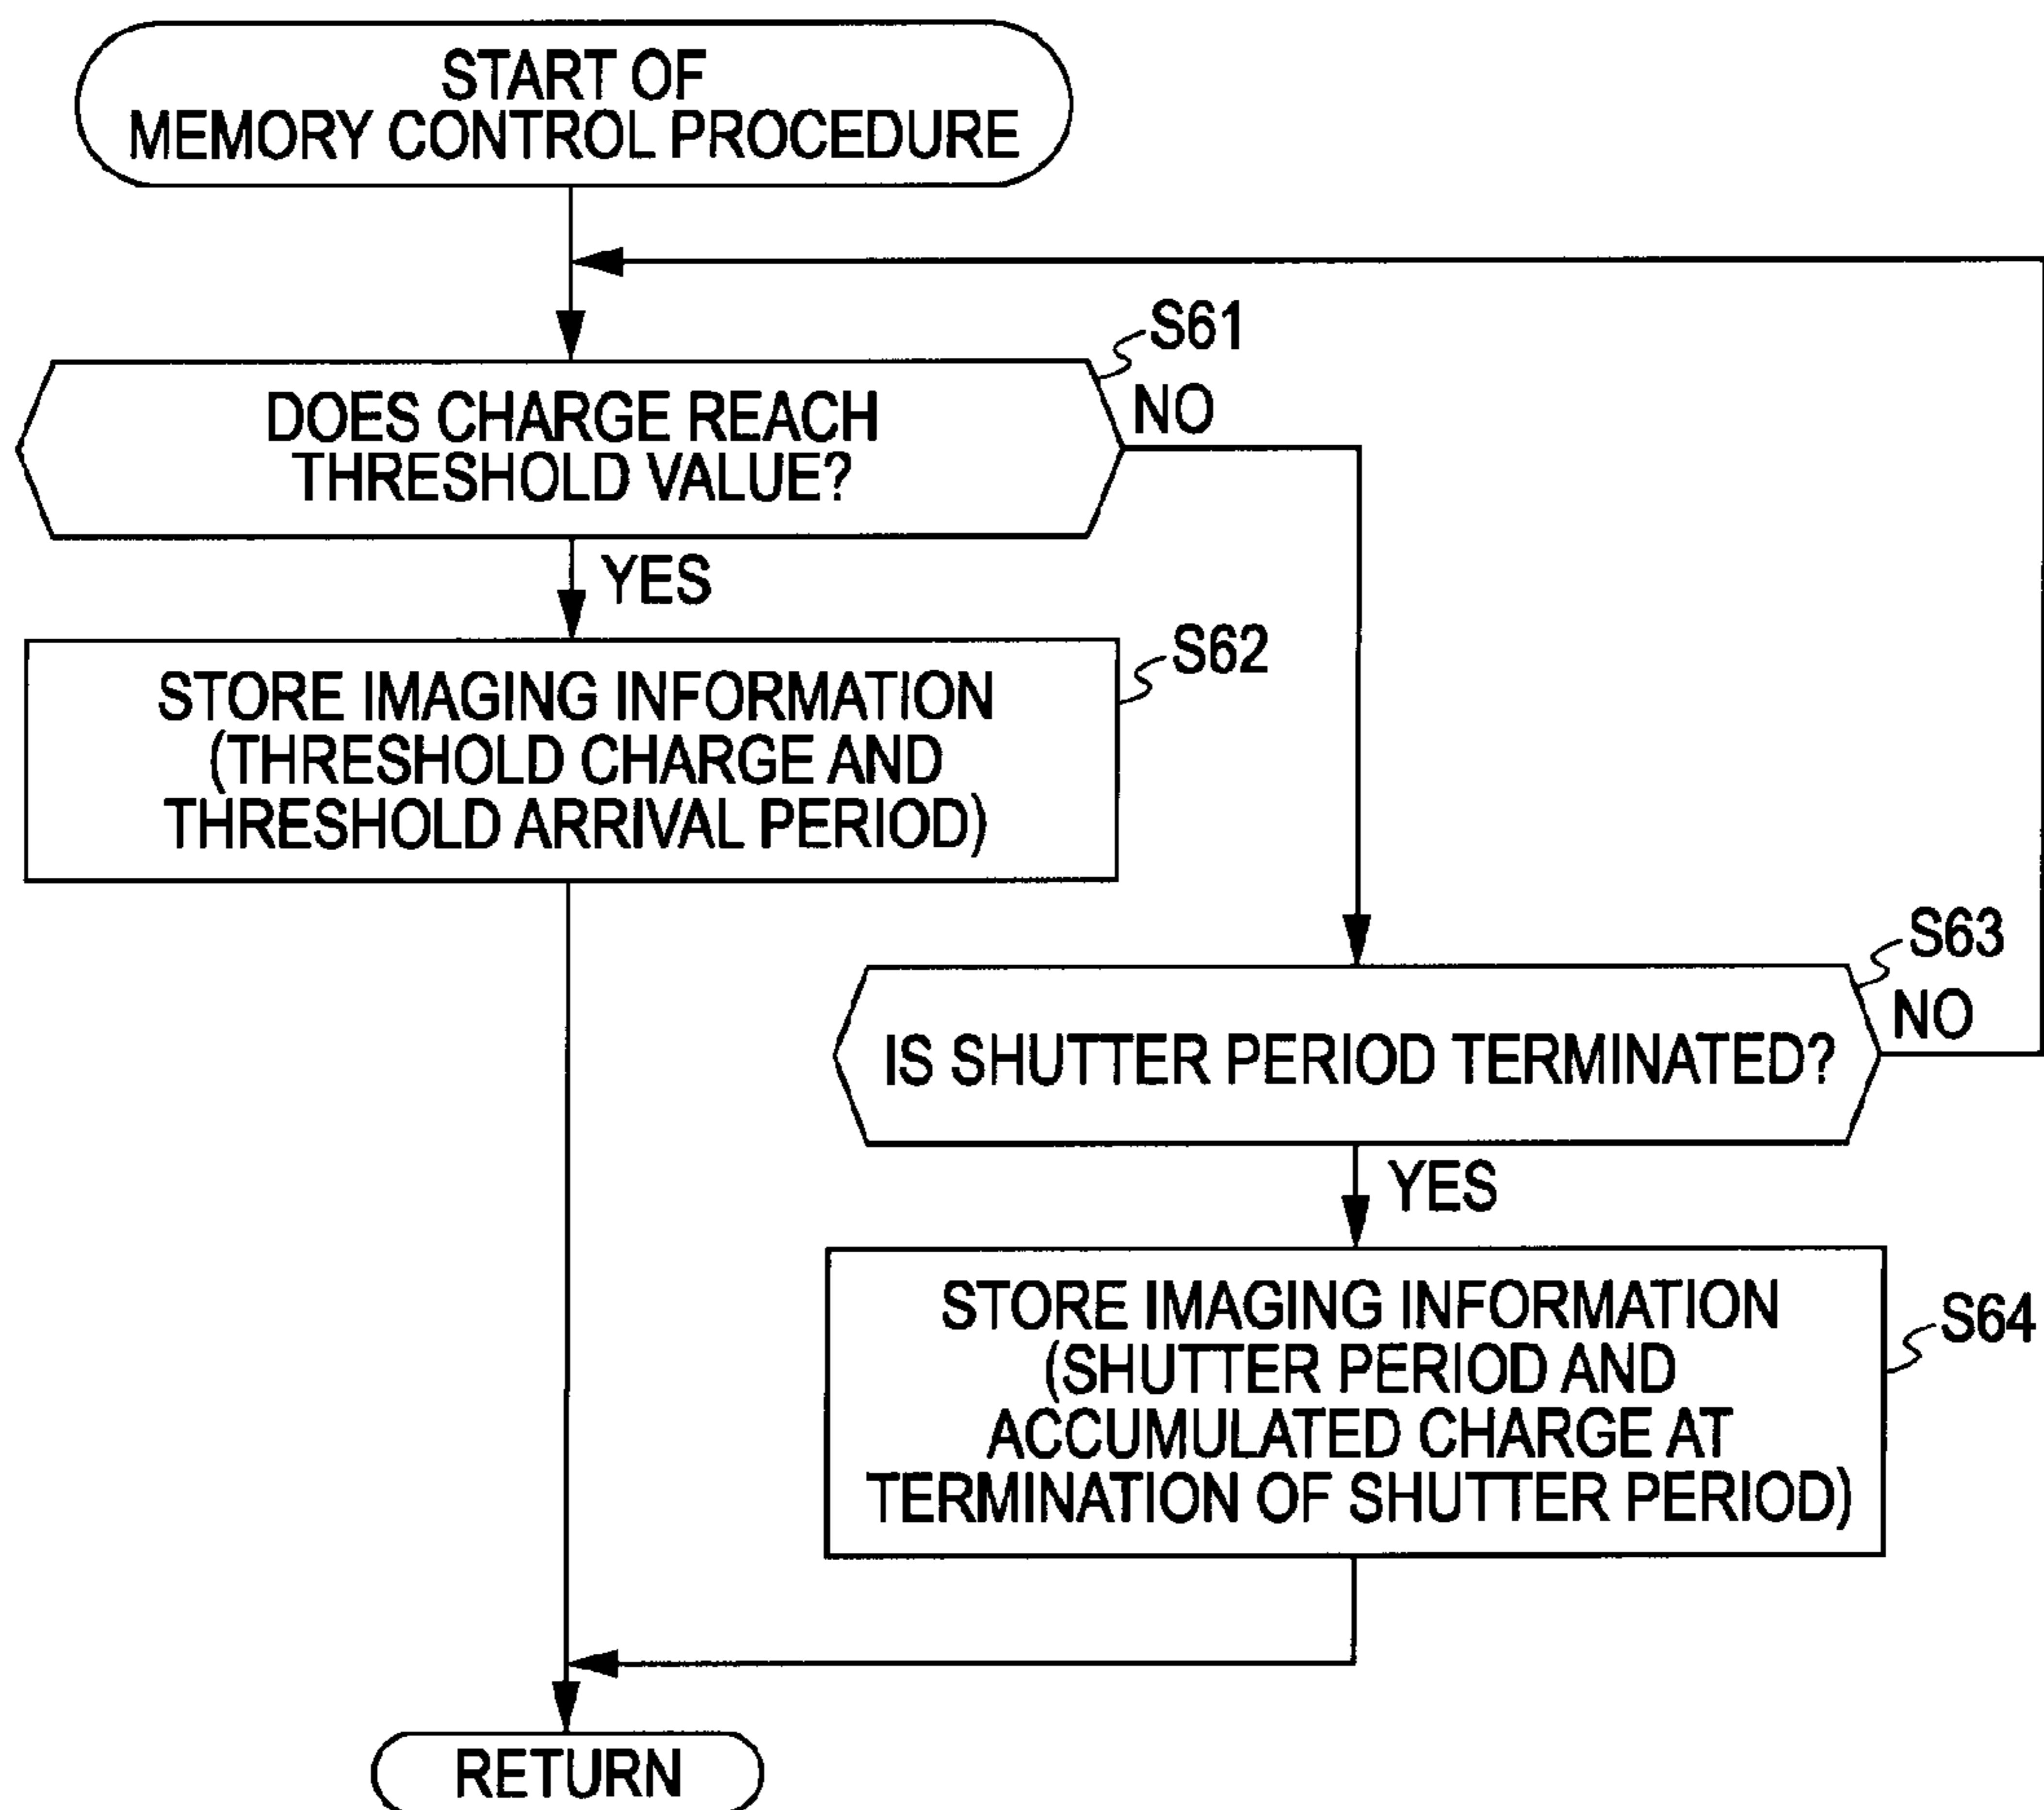 START OF
MEMORY CONTROL PROCEDURE
S61
DOES CHARGE REACH
THRESHOLD VALUE?
NO
YES
S62
STORE IMAGING INFORMATION
(THRESHOLD CHARGE AND
THRESHOLD ARRIVAL PERIOD)
S63
IS SHUTTER PERIOD TERMINATED?
NO
YES
S64
STORE IMAGING INFORMATION
(SHUTTER PERIOD AND
ACCUMULATED CHARGE AT
TERMINATION OF SHUTTER PERIOD)
RETURN